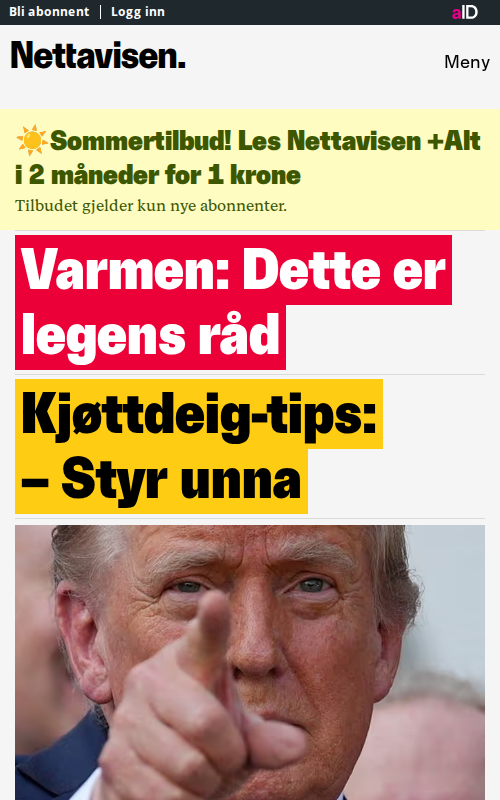 Bli abonnent
Logg inn
aID
Nettavisen.
Meny
☀️Sommertilbud! Les Nettavisen +Alt
i 2 måneder for 1 krone
Tilbudet gjelder kun nye abonnenter.
Varmen: Dette er
legens råd
Kjøttdeig-tips:
– Styr unna